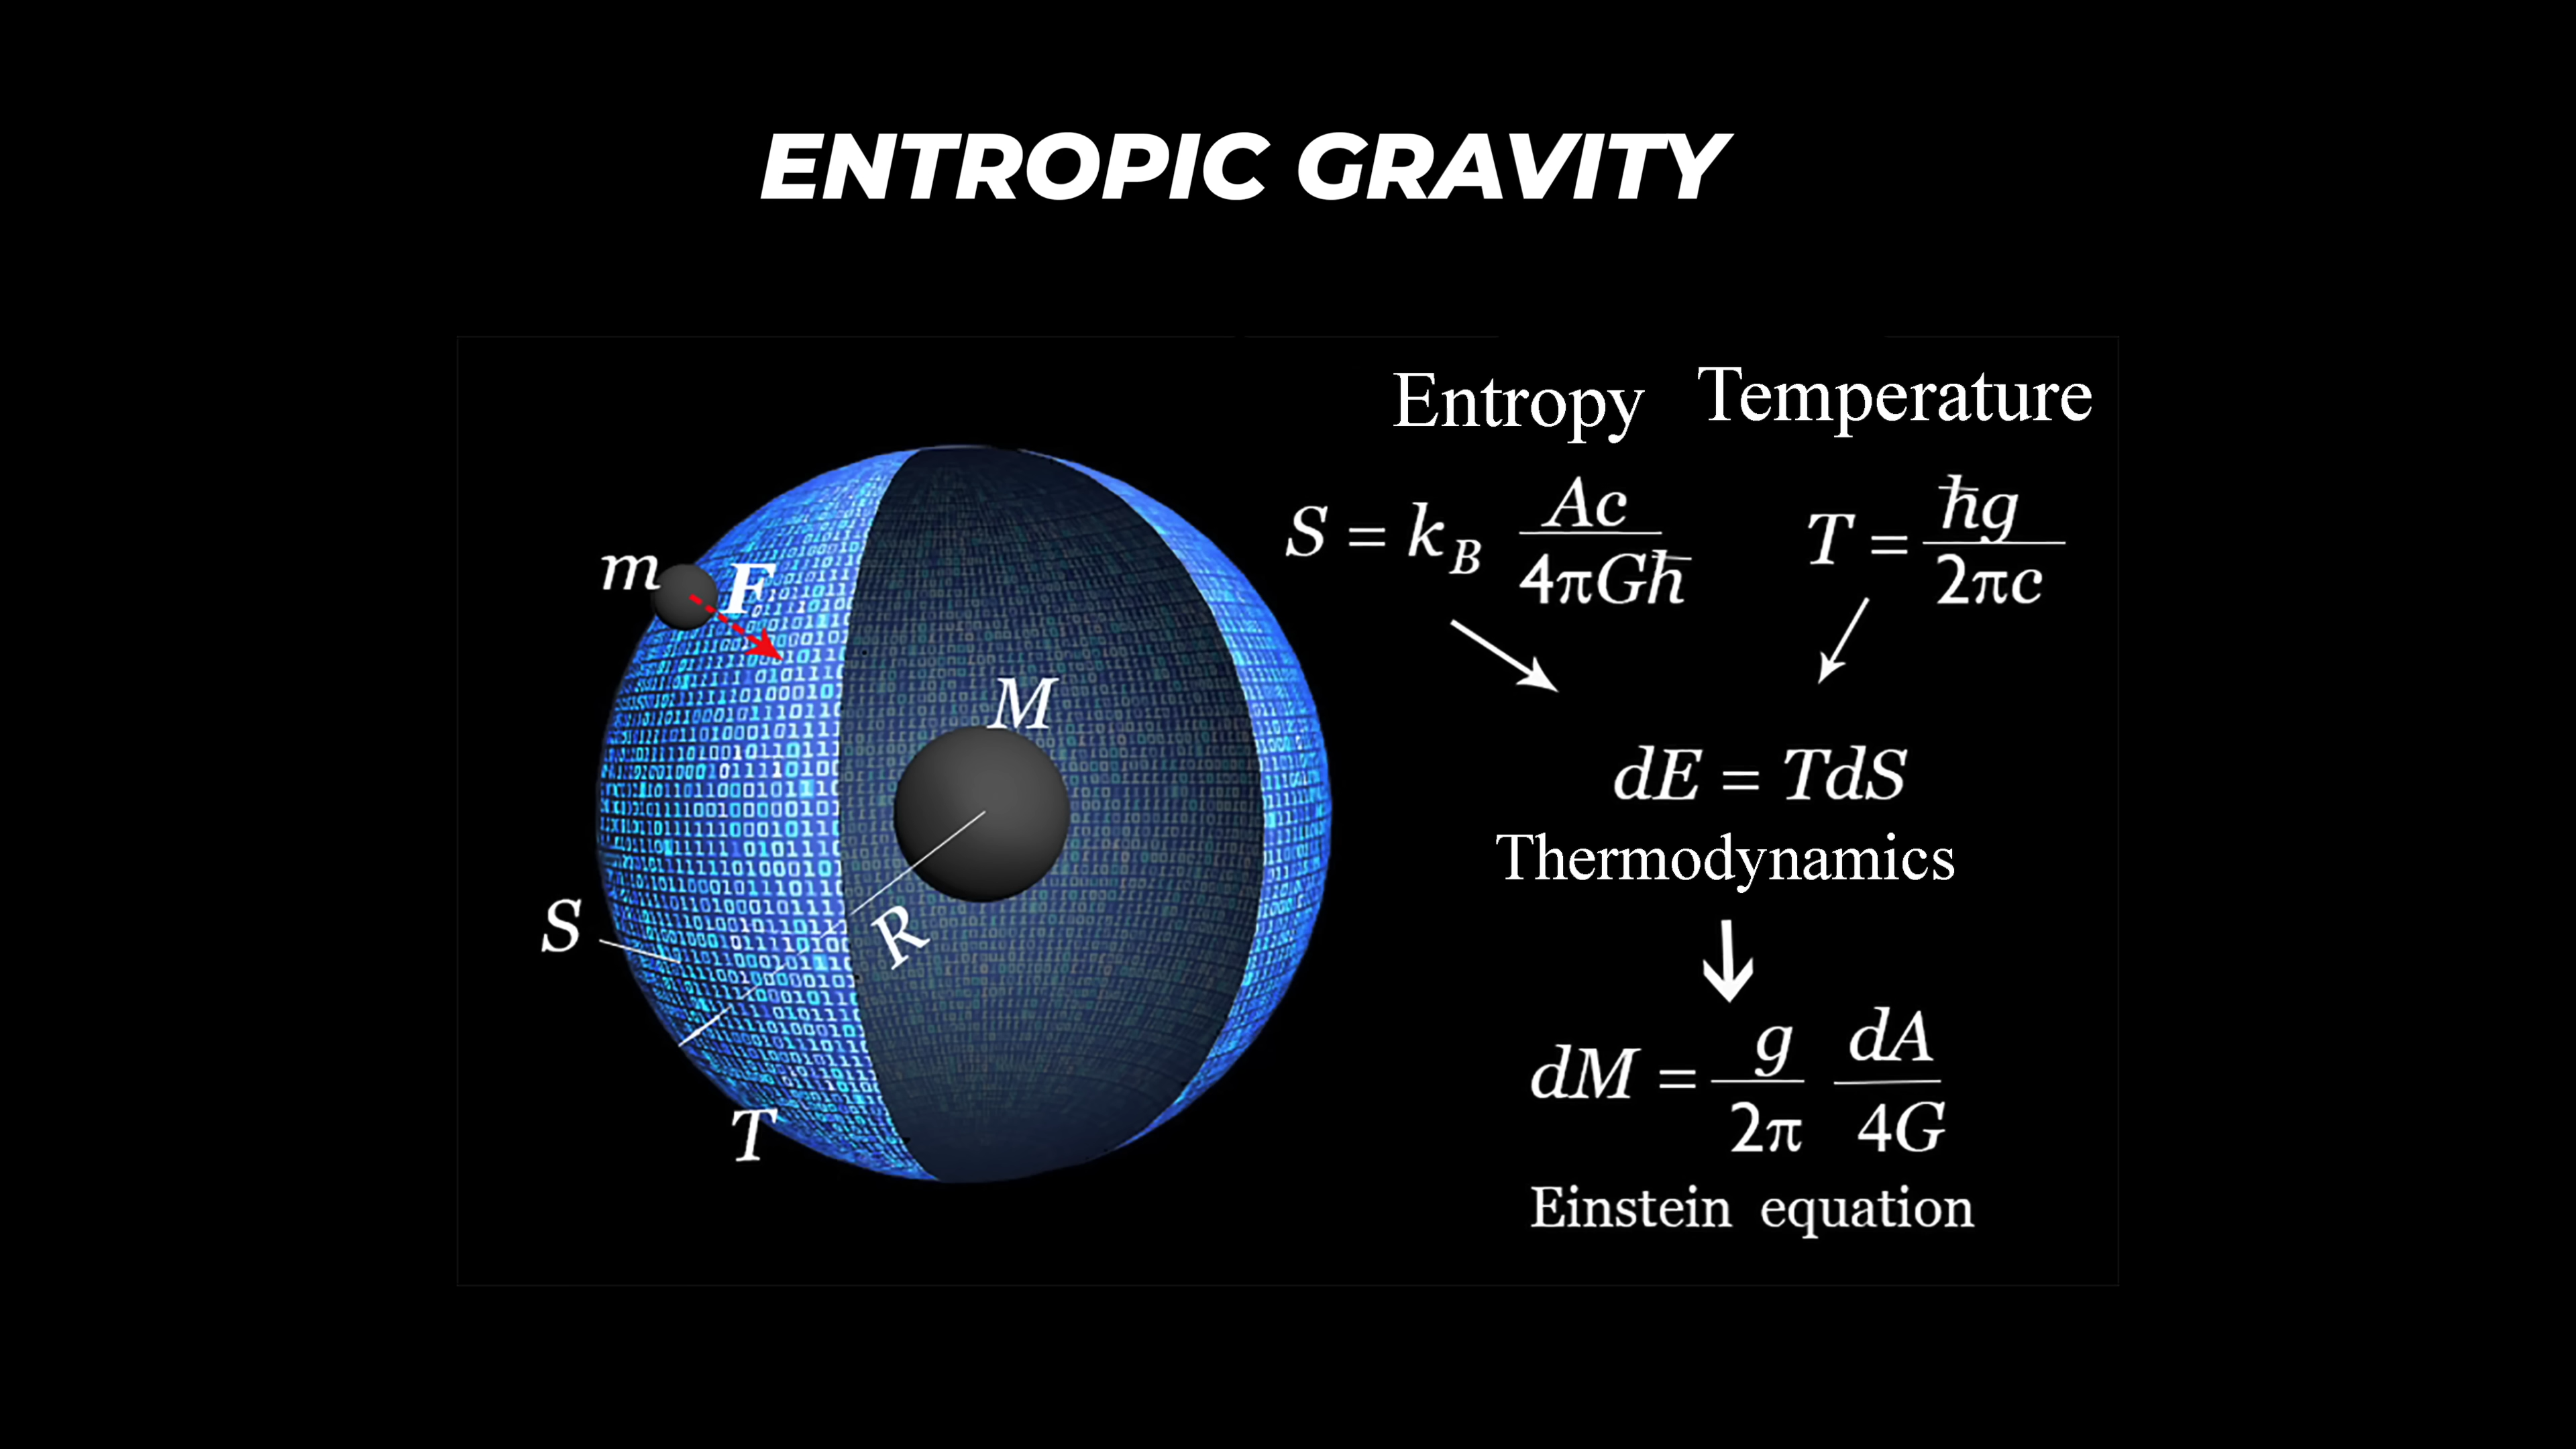 ENTROPIC GRAVITY
Entropy Temperature
S = k_B Ac / 4πGħ
T = ħg / 2πc
m
F
M
dE = TdS
Thermodynamics
R
S
dM = g / 2π dA / 4G
T
Einstein equation